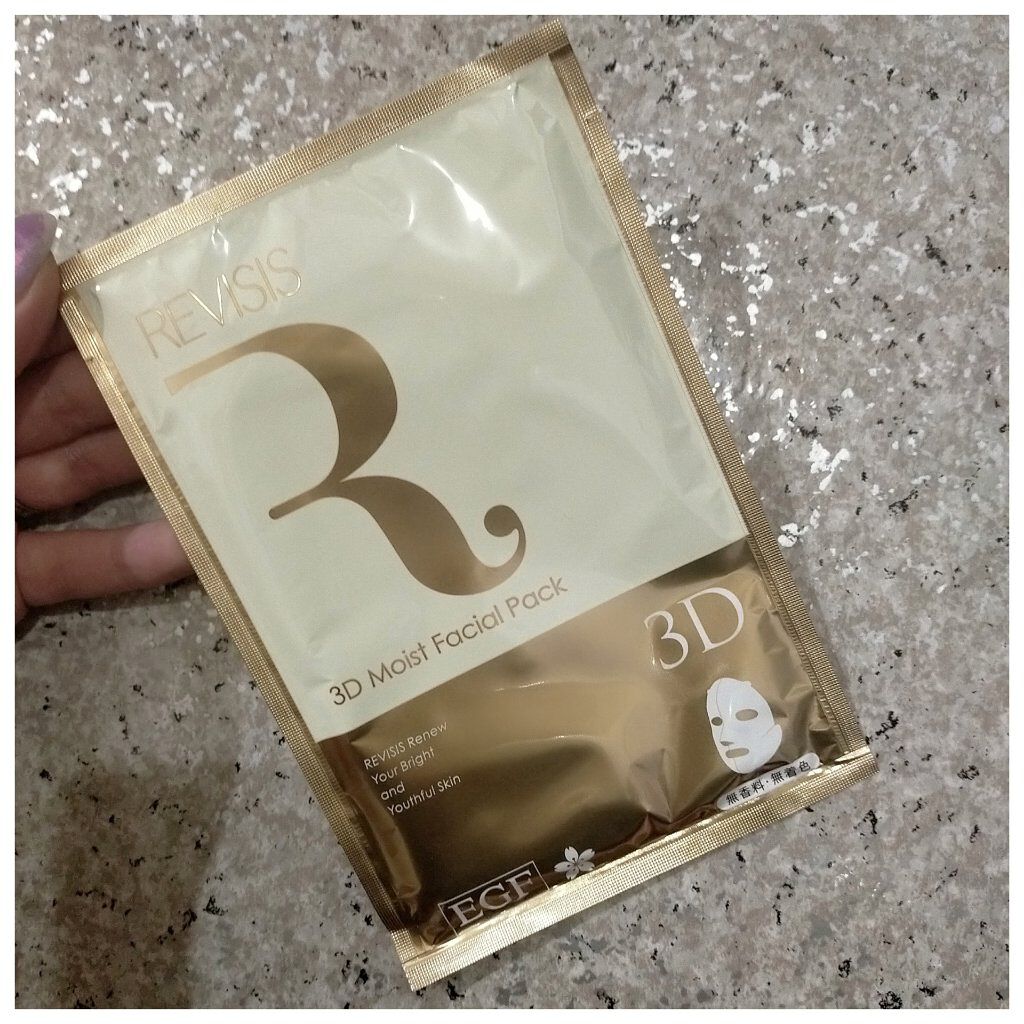 REVISIS
R
3D Moist Facial Pack
3D
REVISIS Renew
Your Bright
and
Youthful Skin
無香料・無着色
EGF